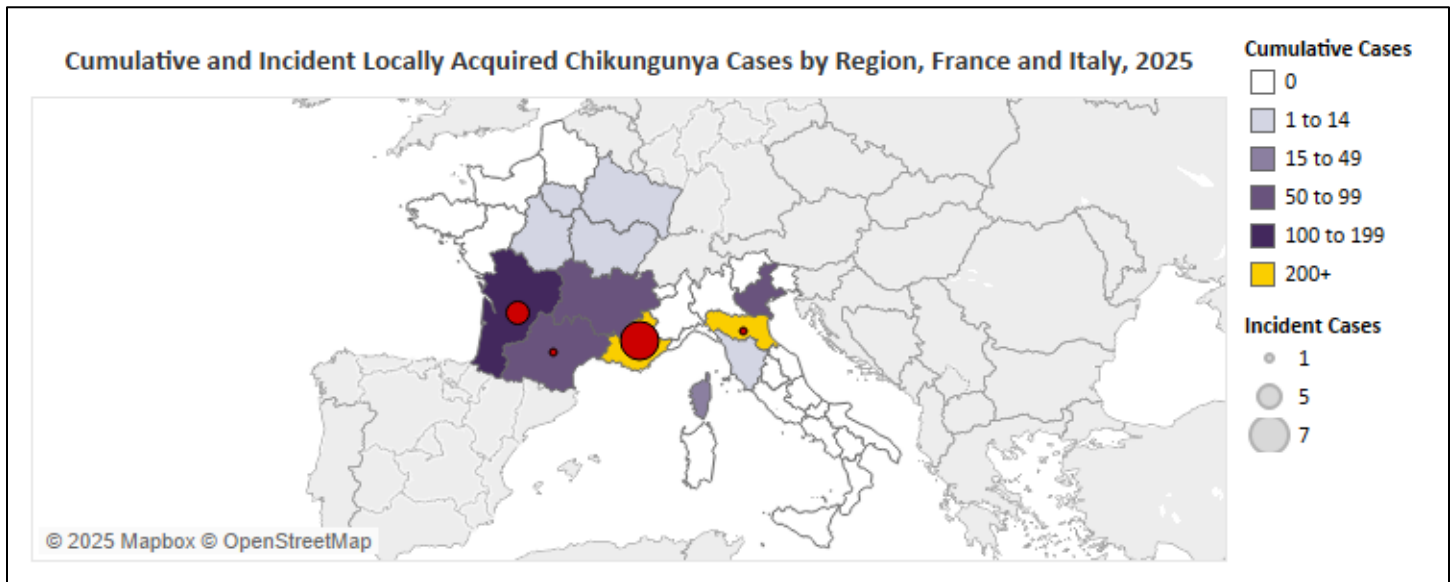 Cumulative and Incident Locally Acquired Chikungunya Cases by Region, France and Italy, 2025
Cumulative Cases
0
1 to 14
15 to 49
50 to 99
100 to 199
200+
Incident Cases
1
5
7
© 2025 Mapbox © OpenStreetMap